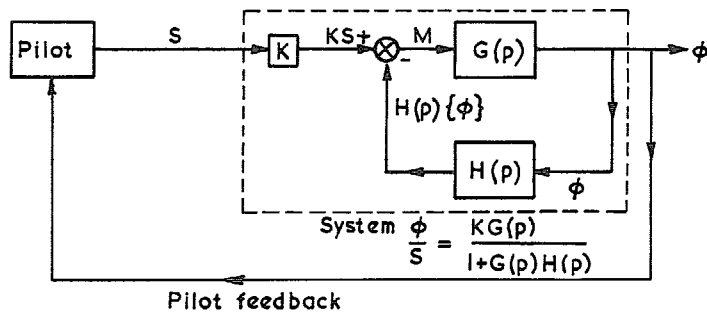 Pilot
S
K
KS+
-
M
G(p)
ϕ
H(p){ϕ}
H(p)
ϕ
System ϕ/S = KG(p)/1+G(p)H(p)
Pilot feedback